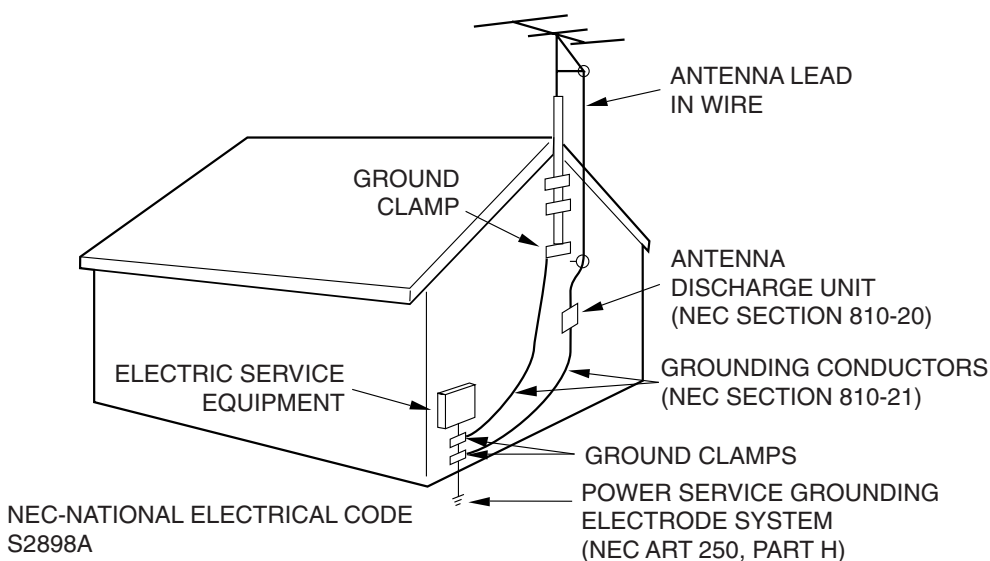 ANTENNA LEAD
IN WIRE
GROUND
CLAMP
ANTENNA
DISCHARGE UNIT
(NEC SECTION 810-20)
ELECTRIC SERVICE
EQUIPMENT
GROUNDING CONDUCTORS
(NEC SECTION 810-21)
GROUND CLAMPS
POWER SERVICE GROUNDING
ELECTRODE SYSTEM
(NEC ART 250, PART H)
NEC-NATIONAL ELECTRICAL CODE
S2898A